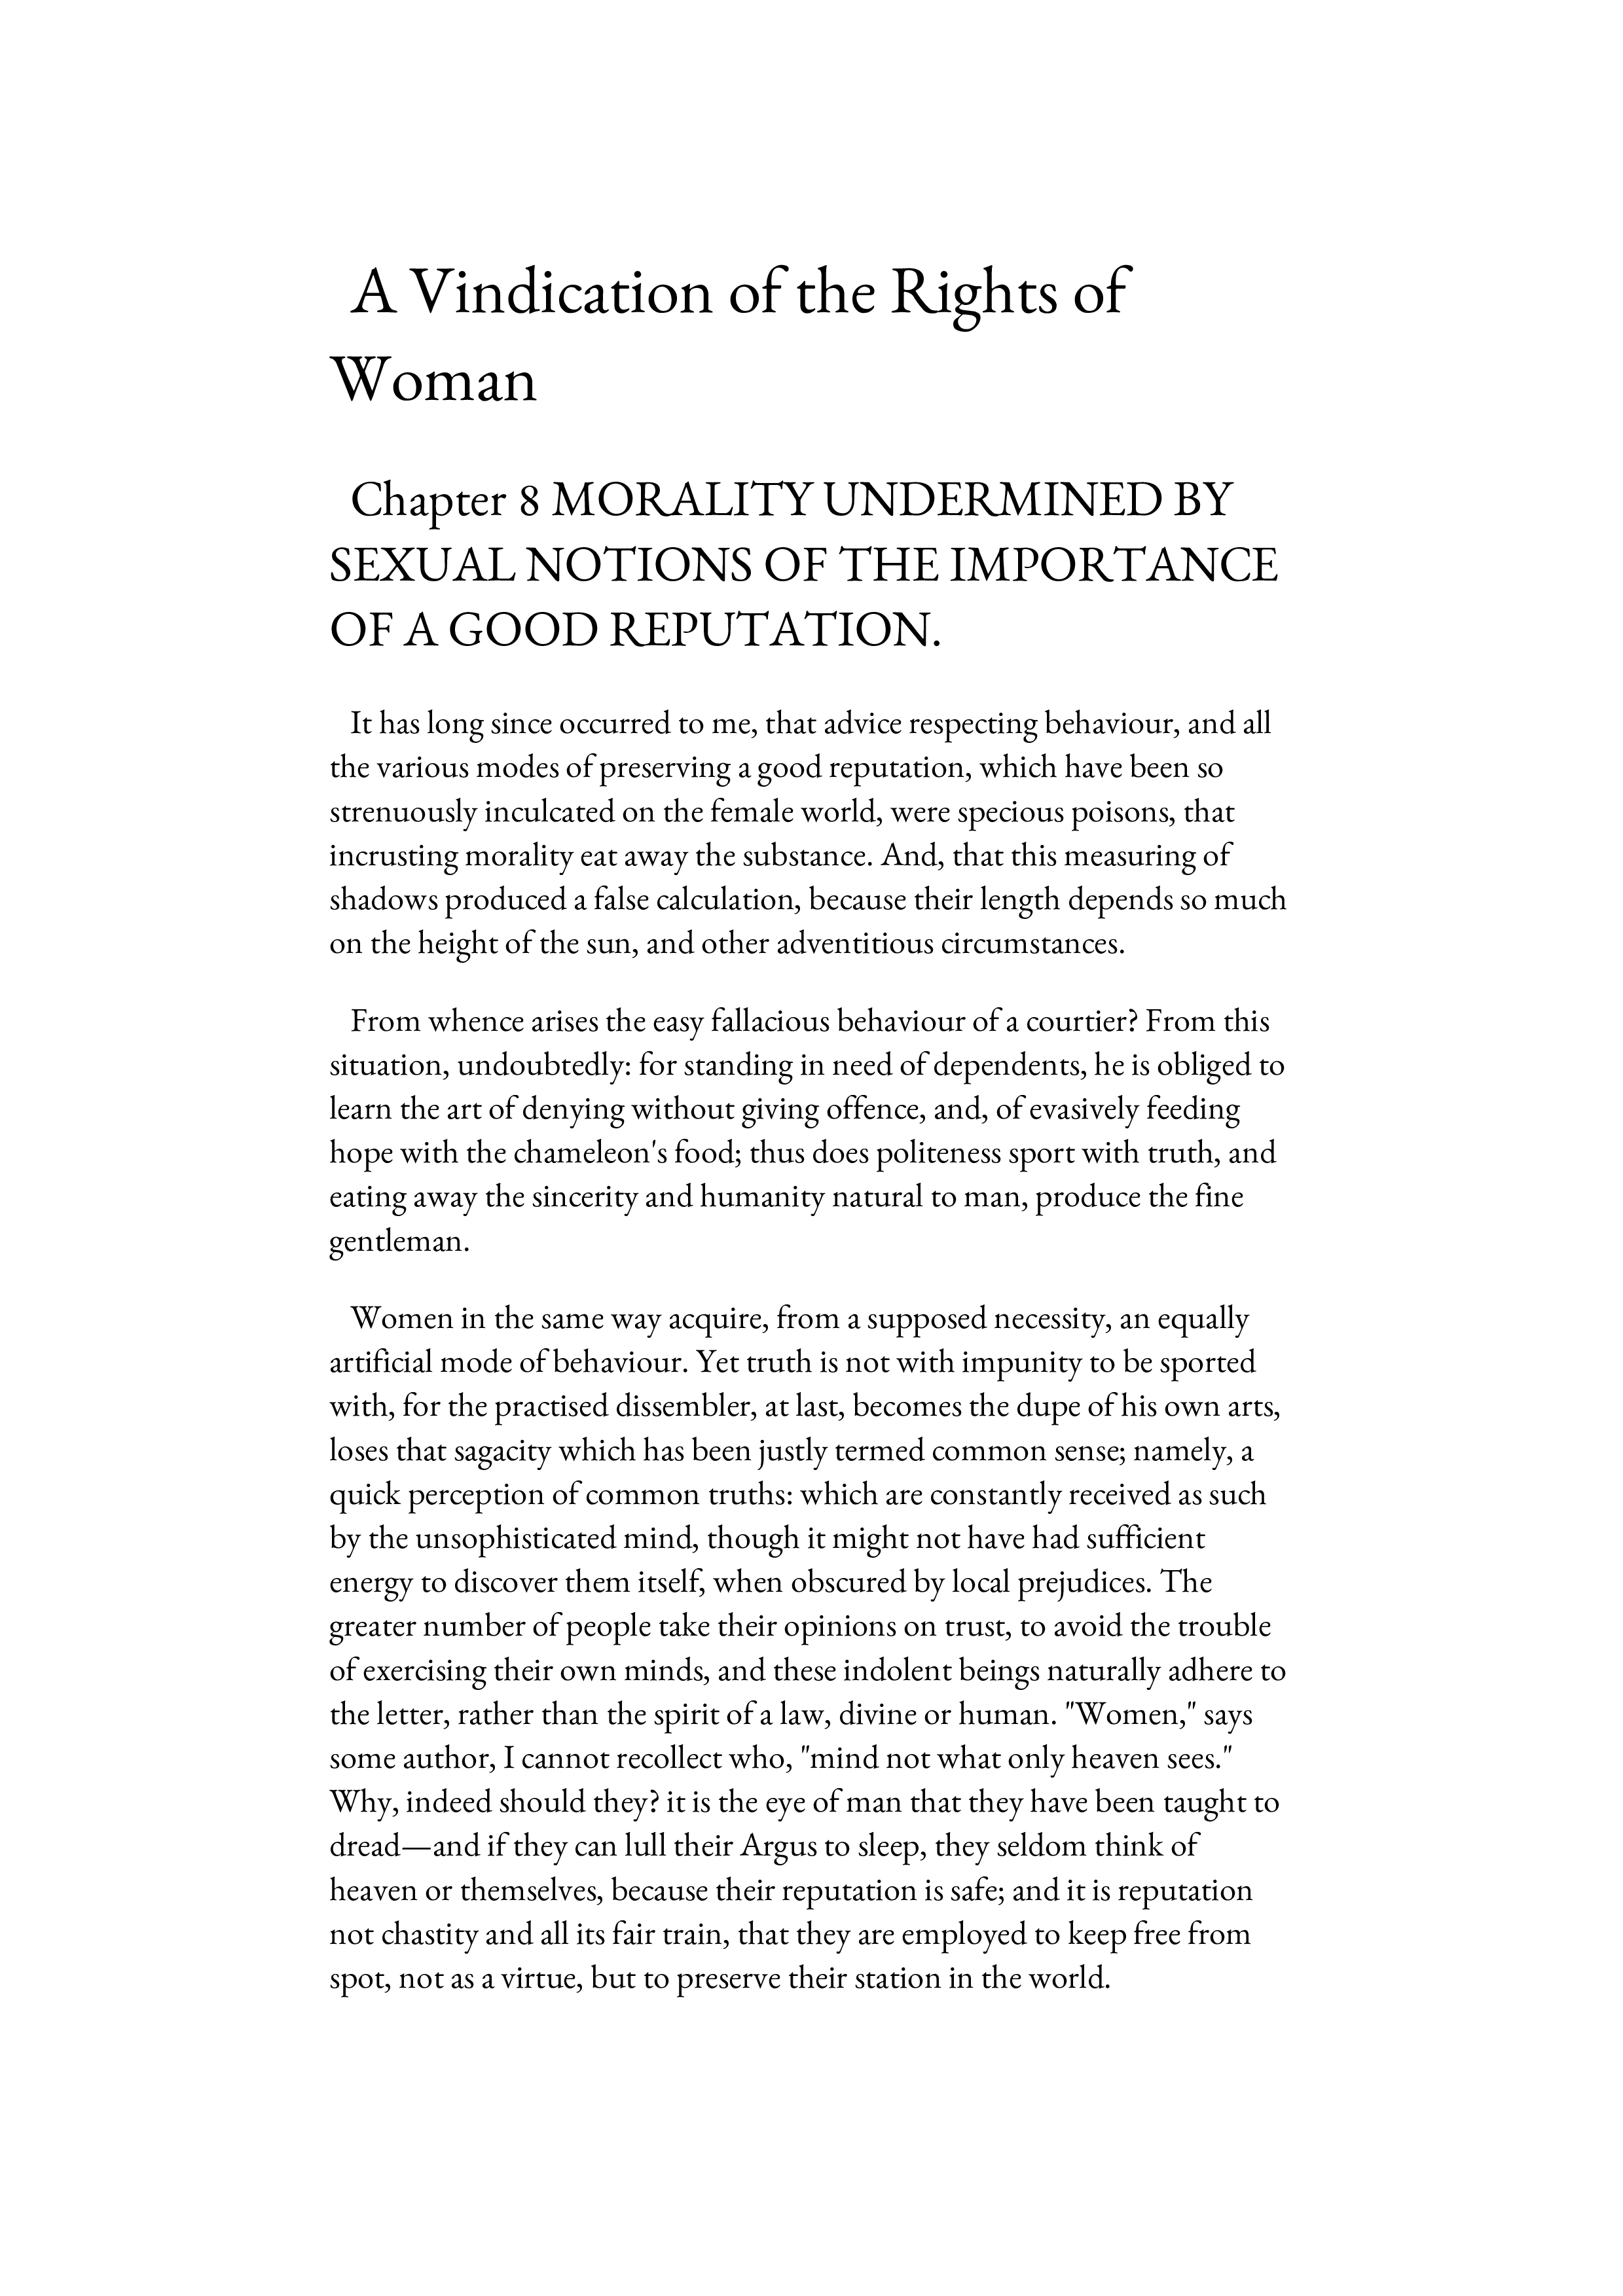 A Vindication of the Rights of
Woman
Chapter 8 MORALITY UNDERMINED BY
SEXUAL NOTIONS OF THE IMPORTANCE
OF A GOOD REPUTATION.
It has long since occurred to me, that advice respecting behaviour, and all
the various modes of preserving a good reputation, which have been so
strenuously inculcated on the female world, were specious poisons, that
incrusting morality eat away the substance. And, that this measuring of
shadows produced a false calculation, because their length depends so much
on the height of the sun, and other adventitious circumstances.
From whence arises the easy fallacious behaviour of a courtier? From this
situation, undoubtedly: for standing in need of dependents, he is obliged to
learn the art of denying without giving offence, and, of evasively feeding
hope with the chameleon's food; thus does politeness sport with truth, and
eating away the sincerity and humanity natural to man, produce the fine
gentleman.
Women in the same way acquire, from a supposed necessity, an equally
artificial mode of behaviour. Yet truth is not with impunity to be sported
with, for the practised dissembler, at last, becomes the dupe of his own arts,
loses that sagacity which has been justly termed common sense; namely, a
quick perception of common truths: which are constantly received as such
by the unsophisticated mind, though it might not have had sufficient
energy to discover them itself, when obscured by local prejudices. The
greater number of people take their opinions on trust, to avoid the trouble
of exercising their own minds, and these indolent beings naturally adhere to
the letter, rather than the spirit of a law, divine or human. "Women," says
some author, I cannot recollect who, "mind not what only heaven sees."
Why, indeed should they? it is the eye of man that they have been taught to
dread—and if they can lull their Argus to sleep, they seldom think of
heaven or themselves, because their reputation is safe; and it is reputation
not chastity and all its fair train, that they are employed to keep free from
spot, not as a virtue, but to preserve their station in the world.